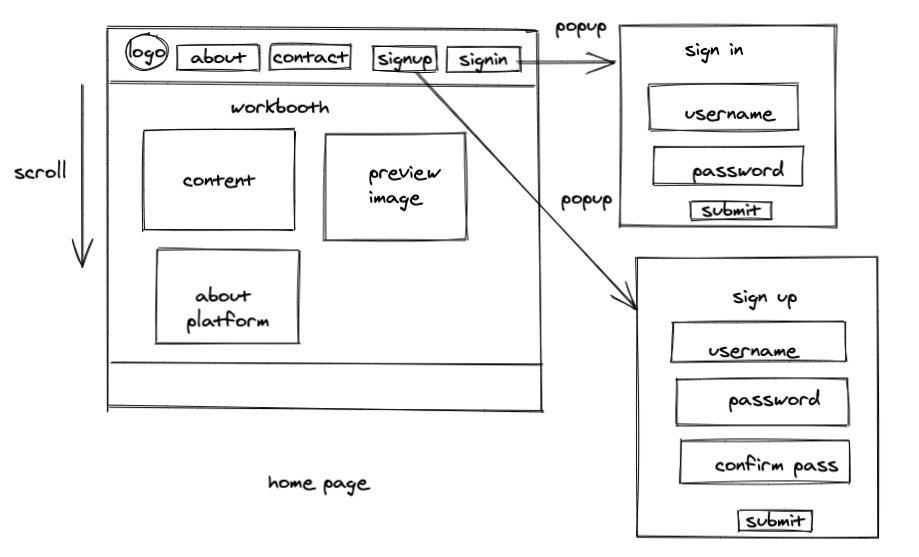 logo
about
contact
signup
signin
popup
sign in
username
password
submit
workbooth
scroll
content
preview
image
about
platform
popup
sign up
username
password
confirm pass
submit
home page